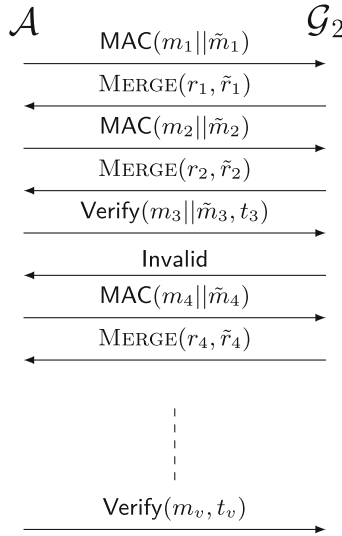 𝒜 𝒢₂
MAC(m₁||m̃₁)
MERGE(r₁, r̃₁)
MAC(m₂||m̃₂)
MERGE(r₂, r̃₂)
Verify(m₃||m̃₃, t₃)
Invalid
MAC(m₄||m̃₄)
MERGE(r₄, r̃₄)
Verify(mᵥ, tᵥ)